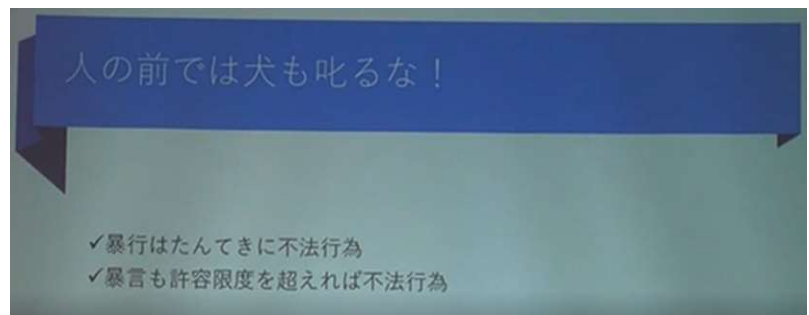 人の前では犬も叱るな！
✓暴行はたんてきに不法行為
✓暴言も許容限度を超えれば不法行為